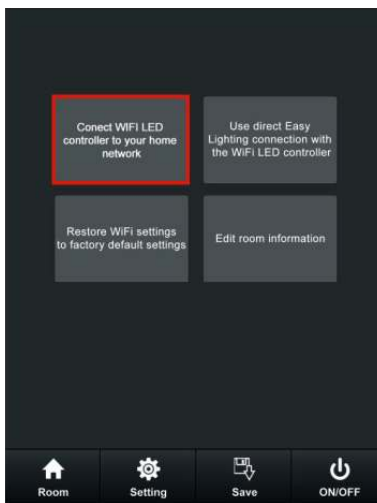 Conect WIFI LED
controller to your home
network
Use direct Easy
Lighting connection with
the WiFi LED controller
Restore WiFi settings
to factory default settings
Edit room information
Room
Setting
Save
ON/OFF